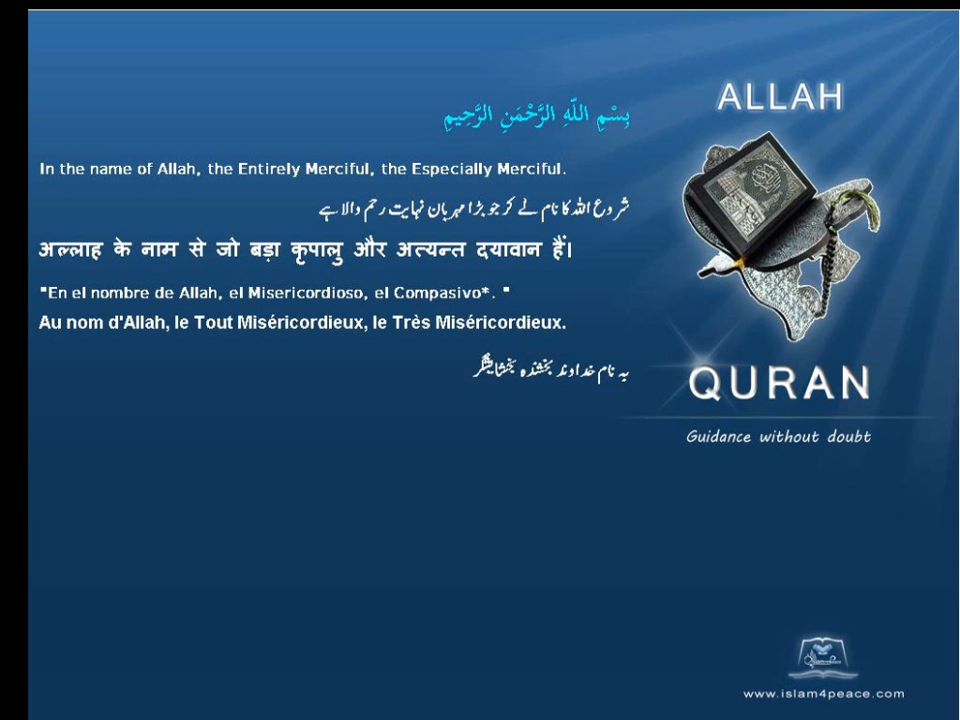 بِسْمِ اللّهِ الرَّحْمَنِ الرَّحِيمِ
In the name of Allah, the Entirely Merciful, the Especially Merciful.
شروع الله کا نام لے کر جو بڑا مہربان نہایت رحم والا ہے
अल्लाह के नाम से जो बड़ा कृपालु और अत्यन्त दयावान हैं।
"En el nombre de Allah, el Misericordioso, el Compasivo*. "
Au nom d'Allah, le Tout Miséricordieux, le Très Miséricordieux.
به نام خداوند بخشنده بخشایشگر
ALLAH
QURAN
Guidance without doubt
www.islam4peace.com